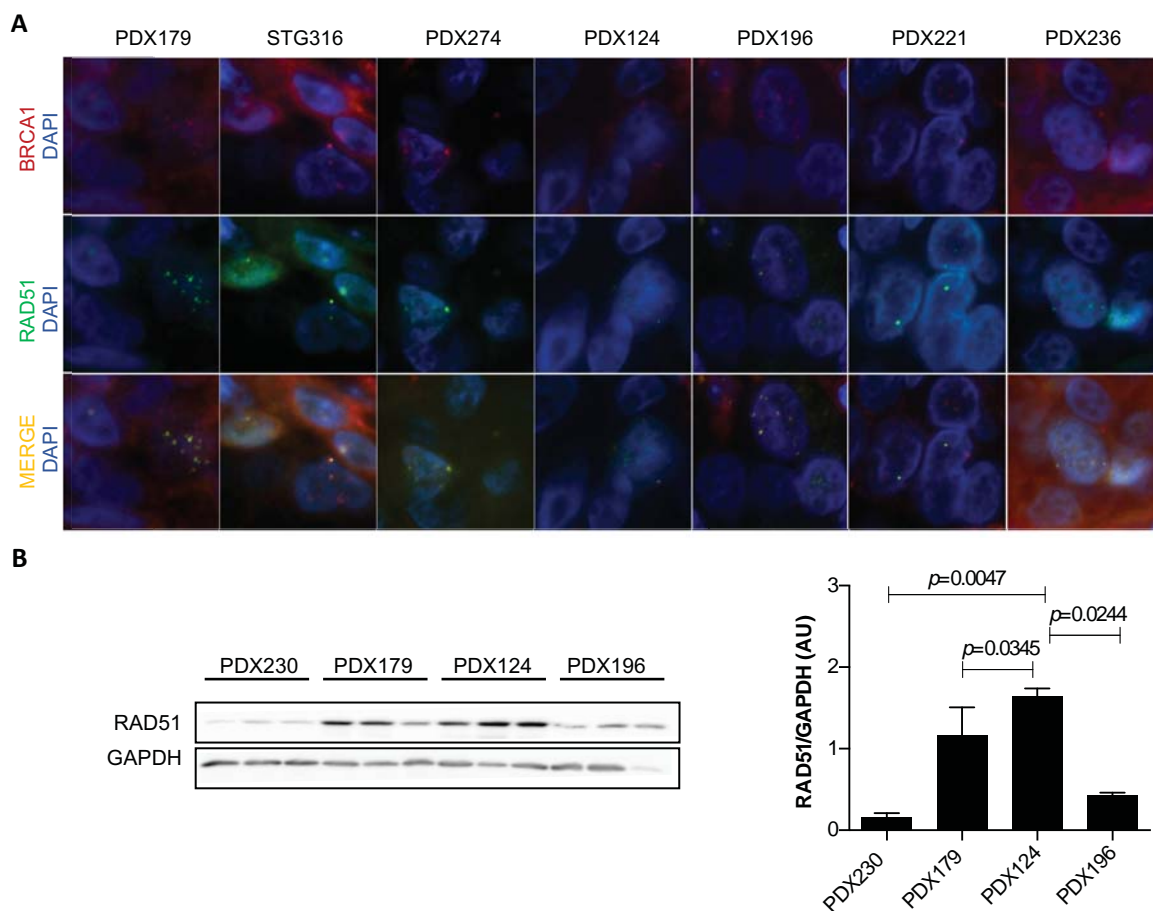 A
PDX179 STG316 PDX274 PDX124 PDX196 PDX221 PDX236
BRCA1
DAPI
RAD51
DAPI
MERGE
DAPI
B
PDX230 PDX179 PDX124 PDX196
RAD51
GAPDH
3
2
1
0
RAD51/GAPDH (AU)
p=0.0047
p=0.0244
p=0.0345
PDX230
PDX179
PDX124
PDX196